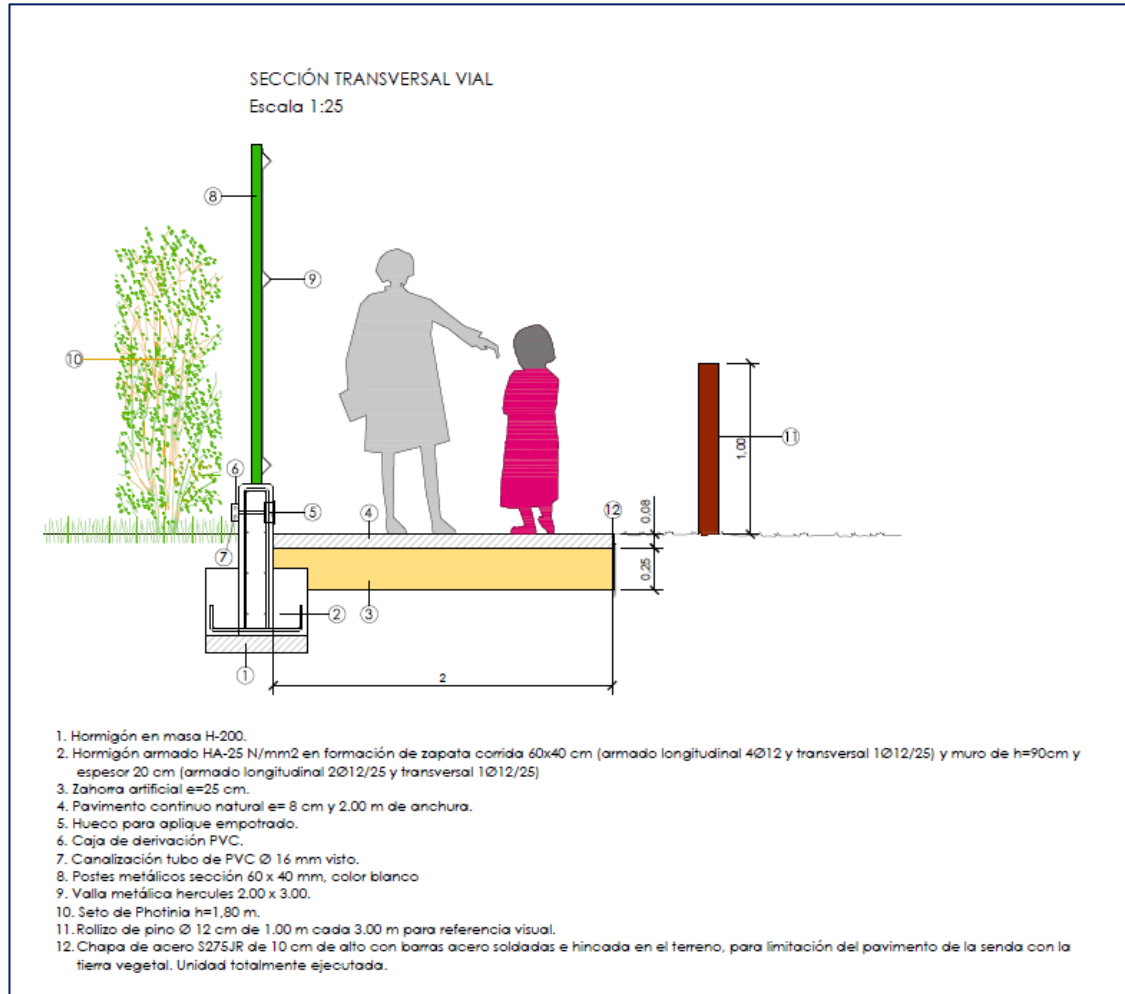 SECCIÓN TRANSVERSAL VIAL
Escala 1:25
8
9
10
6
5
4
12
0.08
11
1,00
7
0.25
2
3
1
2
1. Hormigón en masa H-200.
2. Hormigón armado HA-25 N/mm2 en formación de zapata corrida 60x40 cm (armado longitudinal 4Ø12 y transversal 1Ø12/25) y muro de h=90cm y
espesor 20 cm (armado longitudinal 2Ø12/25 y transversal 1Ø12/25)
3. Zahorra artificial e=25 cm.
4. Pavimento continuo natural e= 8 cm y 2.00 m de anchura.
5. Hueco para aplique empotrado.
6. Caja de derivación PVC.
7. Canalización tubo de PVC Ø 16 mm visto.
8. Postes metálicos sección 60 x 40 mm, color blanco
9. Valla metálica hercules 2.00 x 3.00.
10. Seto de Photinia h=1,80 m.
11. Rollizo de pino Ø 12 cm de 1.00 m cada 3.00 m para referencia visual.
12. Chapa de acero S275JR de 10 cm de alto con barras acero soldadas e hincada en el terreno, para limitación del pavimento de la senda con la
tierra vegetal. Unidad totalmente ejecutada.